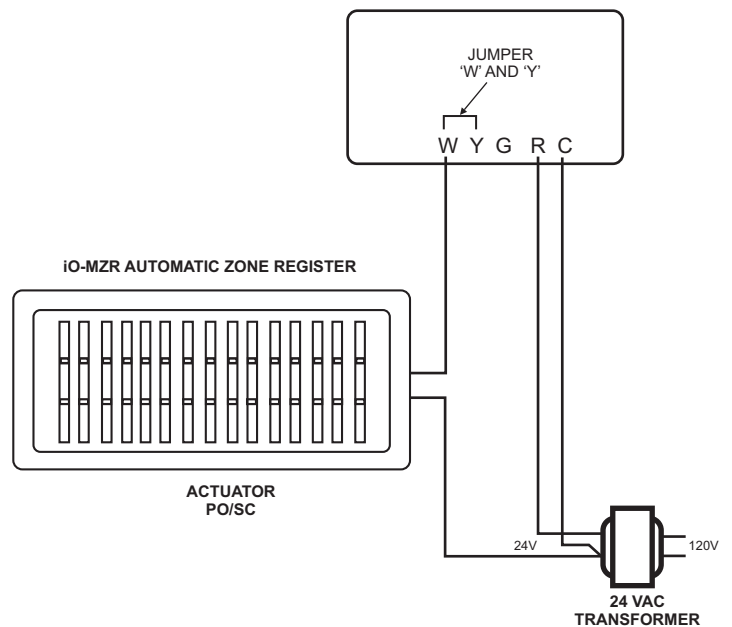 JUMPER
‘W’ AND ‘Y’
W Y G R C
iO-MZR AUTOMATIC ZONE REGISTER
ACTUATOR
PO/SC
24V
120V
24 VAC
TRANSFORMER